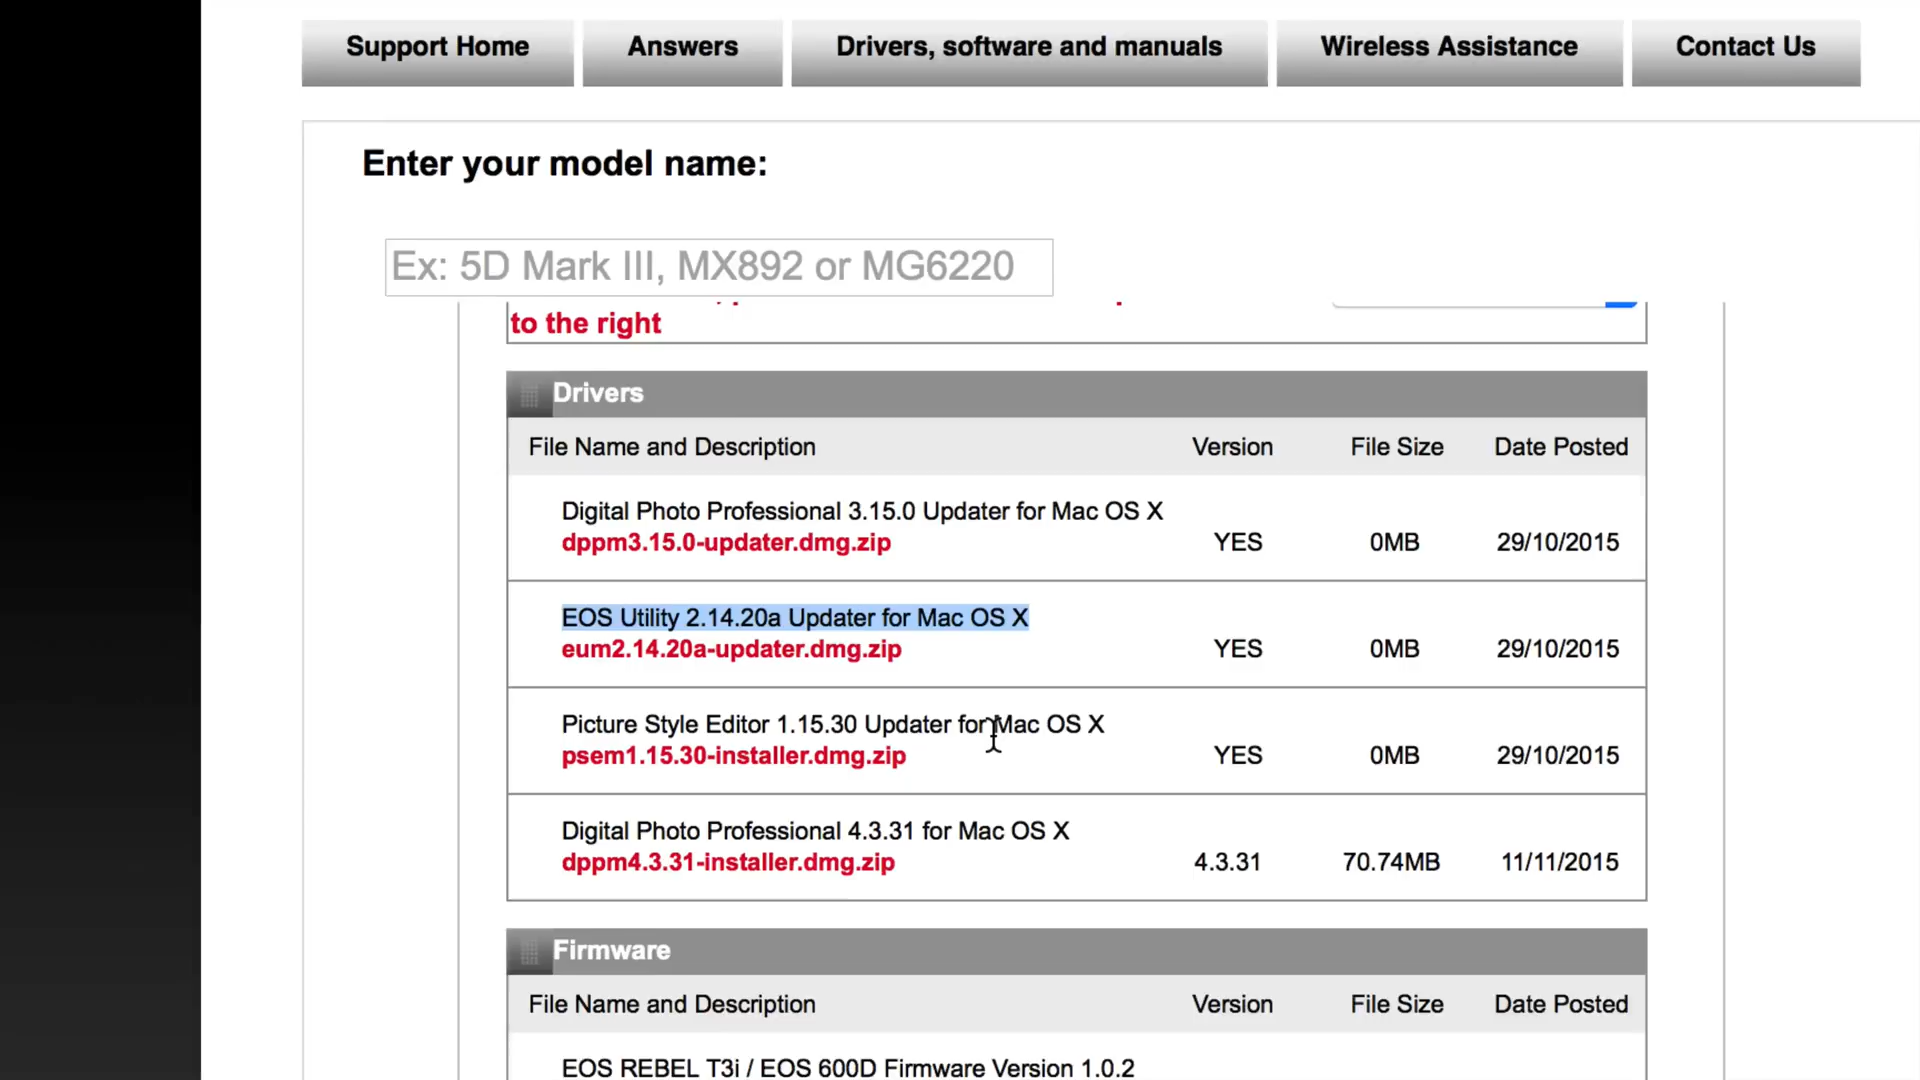 Support Home Answers Drivers, software and manuals Wireless Assistance Contact Us
Enter your model name:
Ex: 5D Mark III, MX892 or MG6220
to the right
Drivers
File Name and Description Version File Size Date Posted
Digital Photo Professional 3.15.0 Updater for Mac OS X
dppm3.15.0-updater.dmg.zip YES 0MB 29/10/2015
EOS Utility 2.14.20a Updater for Mac OS X
eum2.14.20a-updater.dmg.zip YES 0MB 29/10/2015
Picture Style Editor 1.15.30 Updater for Mac OS X
psem1.15.30-installer.dmg.zip YES 0MB 29/10/2015
Digital Photo Professional 4.3.31 for Mac OS X
dppm4.3.31-installer.dmg.zip 4.3.31 70.74MB 11/11/2015
Firmware
File Name and Description Version File Size Date Posted
EOS REBEL T3i / EOS 600D Firmware Version 1.0.2